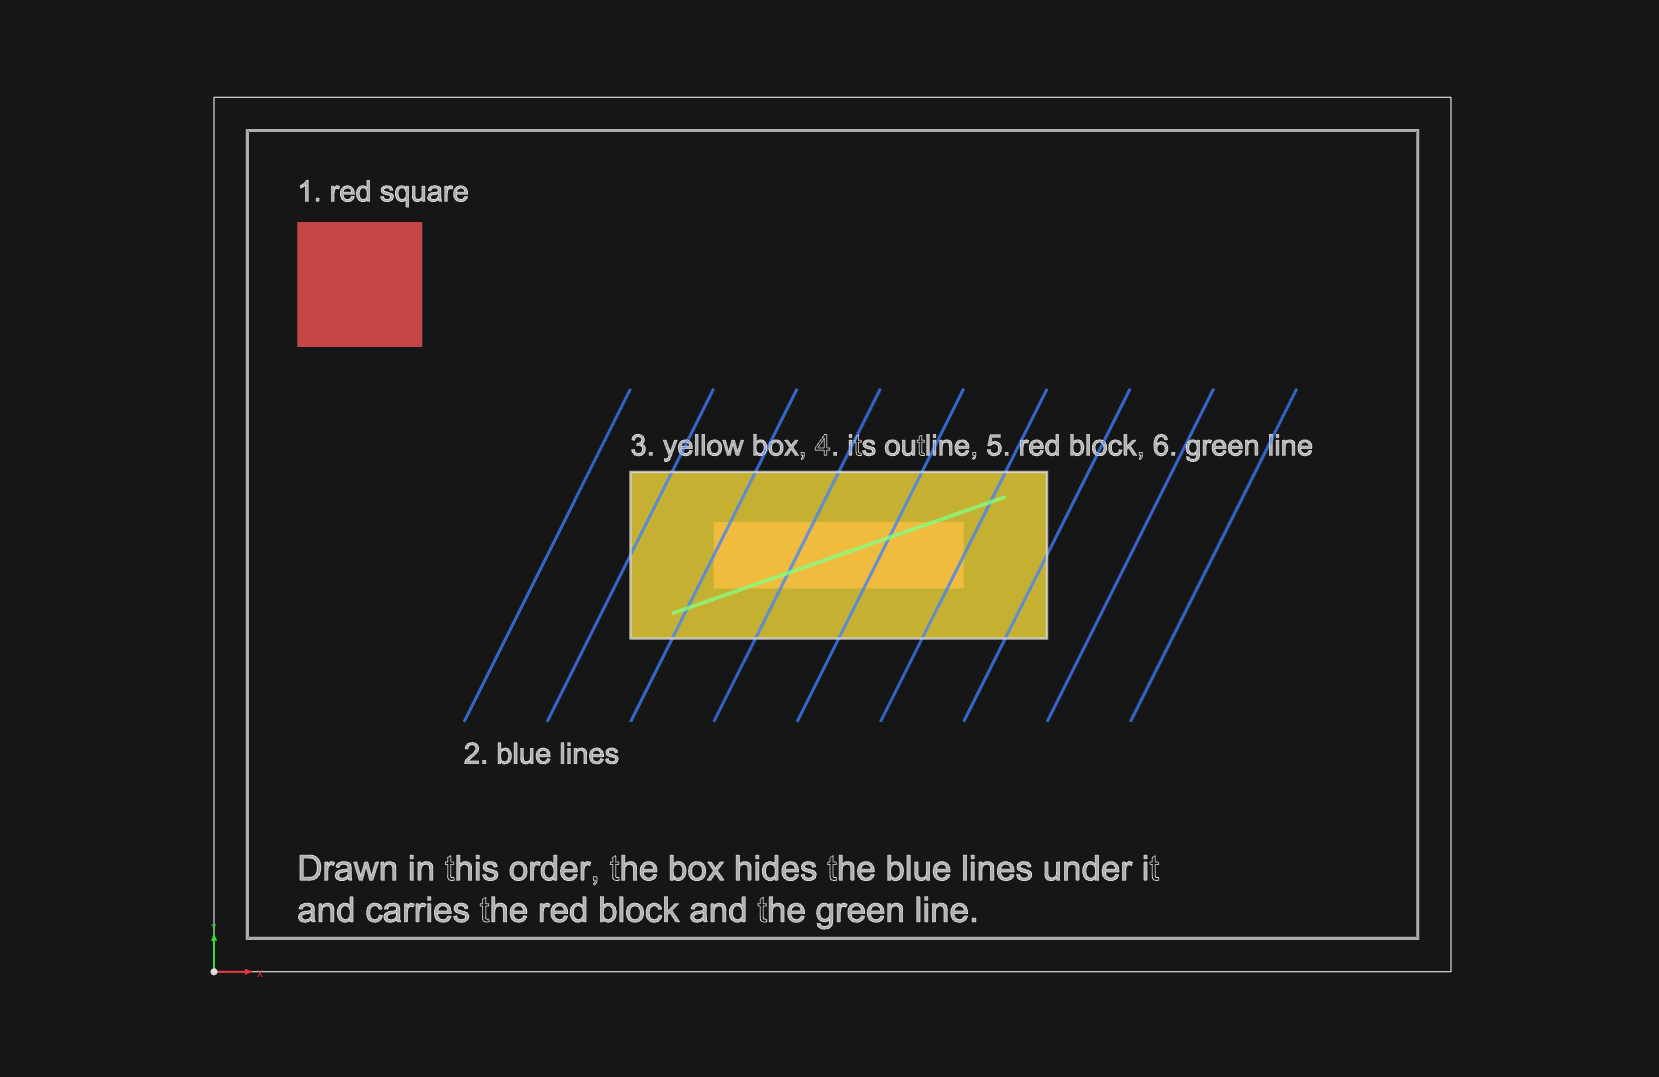 1. red square
3. yellow box, 4. its outline, 5. red block, 6. green line
2. blue lines
Drawn in this order, the box hides the blue lines under it
and carries the red block and the green line.
Y
X